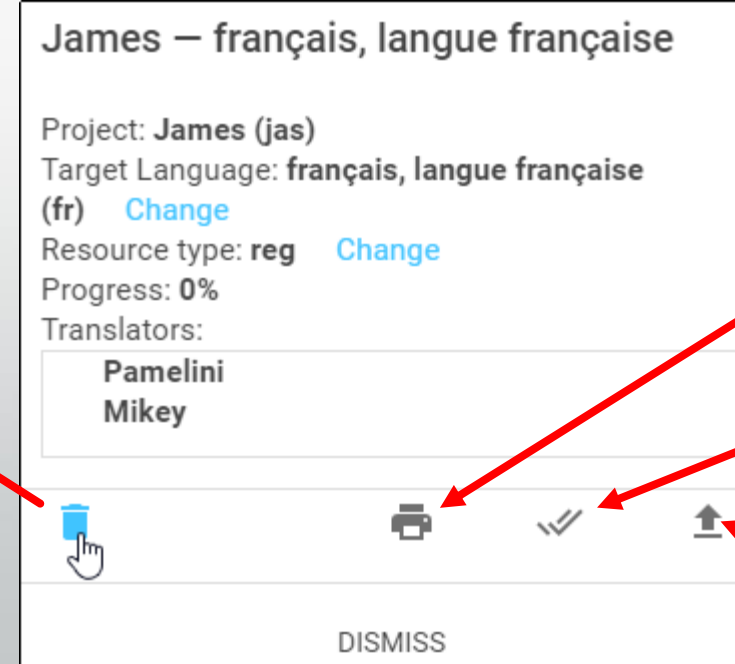 James — français, langue française
Project: James (jas)
Target Language: français, langue française
(fr) Change
Resource type: reg Change
Progress: 0%
Translators:
Pamelini
Mikey
DISMISS